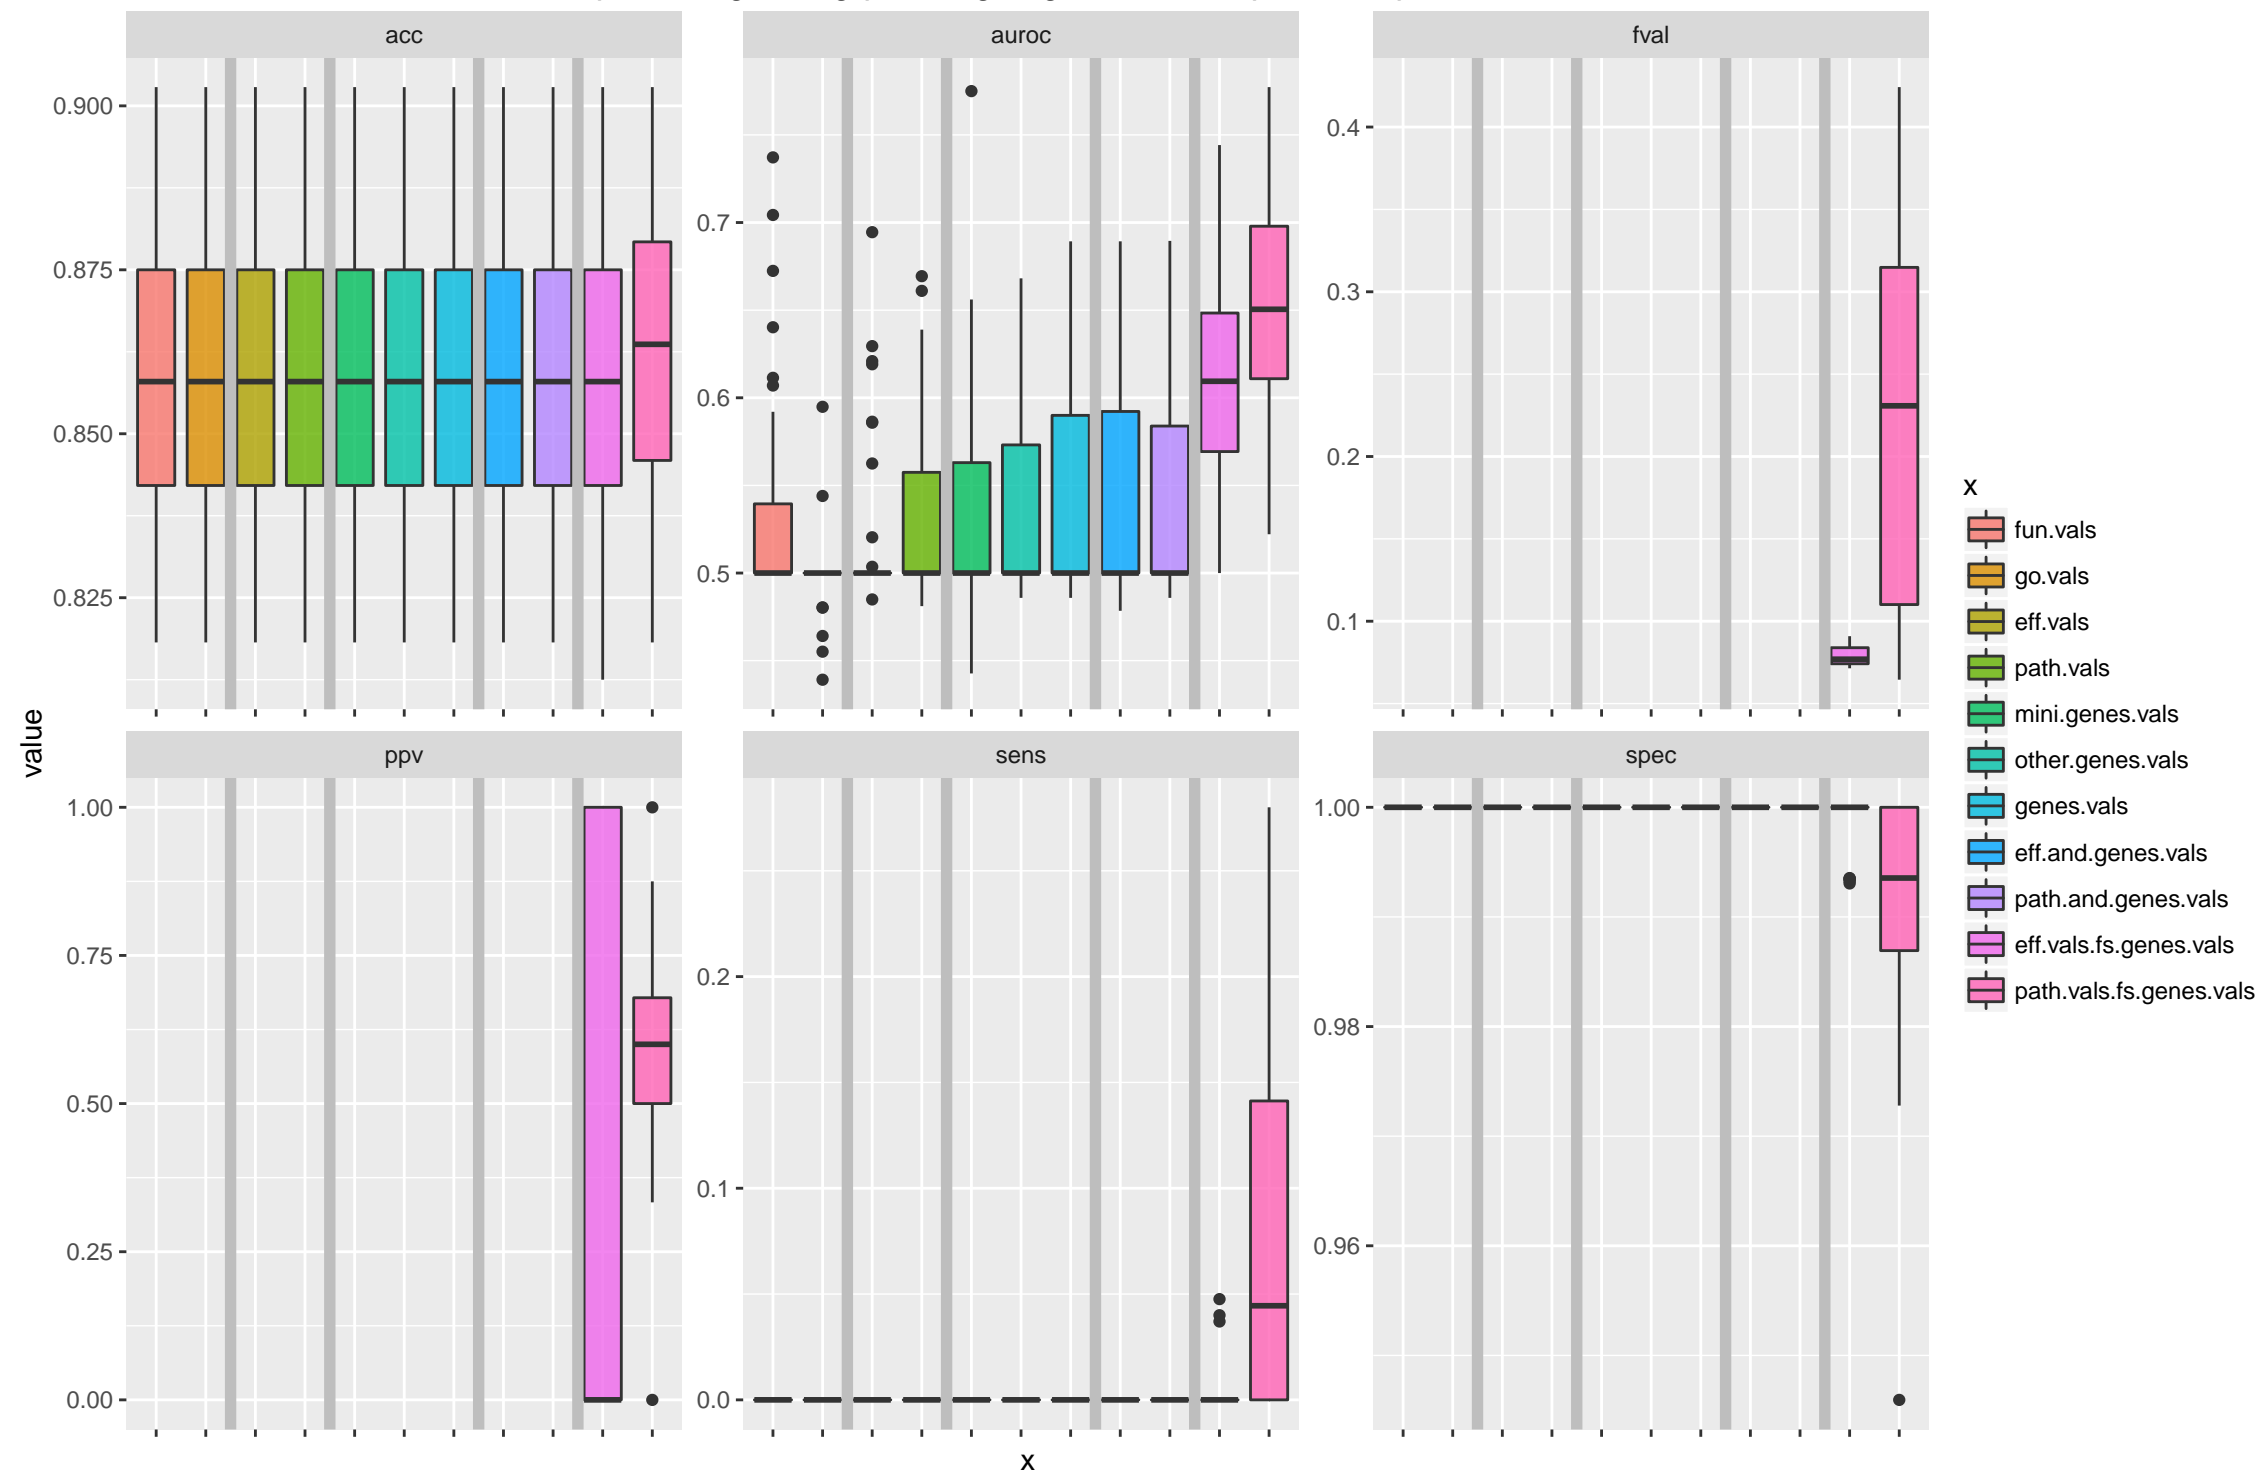 acc
auroc
fval
0.900
0.875
0.850
0.825
0.7
0.6
0.5
0.4
0.3
0.2
0.1
value
ppv
sens
spec
1.00
0.75
0.50
0.25
0.00
0.2
0.1
0.0
1.00
0.98
0.96
x
x
fun.vals
go.vals
eff.vals
path.vals
mini.genes.vals
other.genes.vals
genes.vals
eff.and.genes.vals
path.and.genes.vals
eff.vals.fs.genes.vals
path.vals.fs.genes.vals